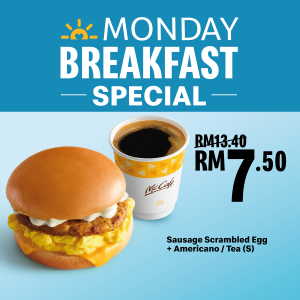 MONDAY
BREAKFAST
SPECIAL
RM13.40
RM7.50
McCafé
Sausage Scrambled Egg
+ Americano / Tea (S)